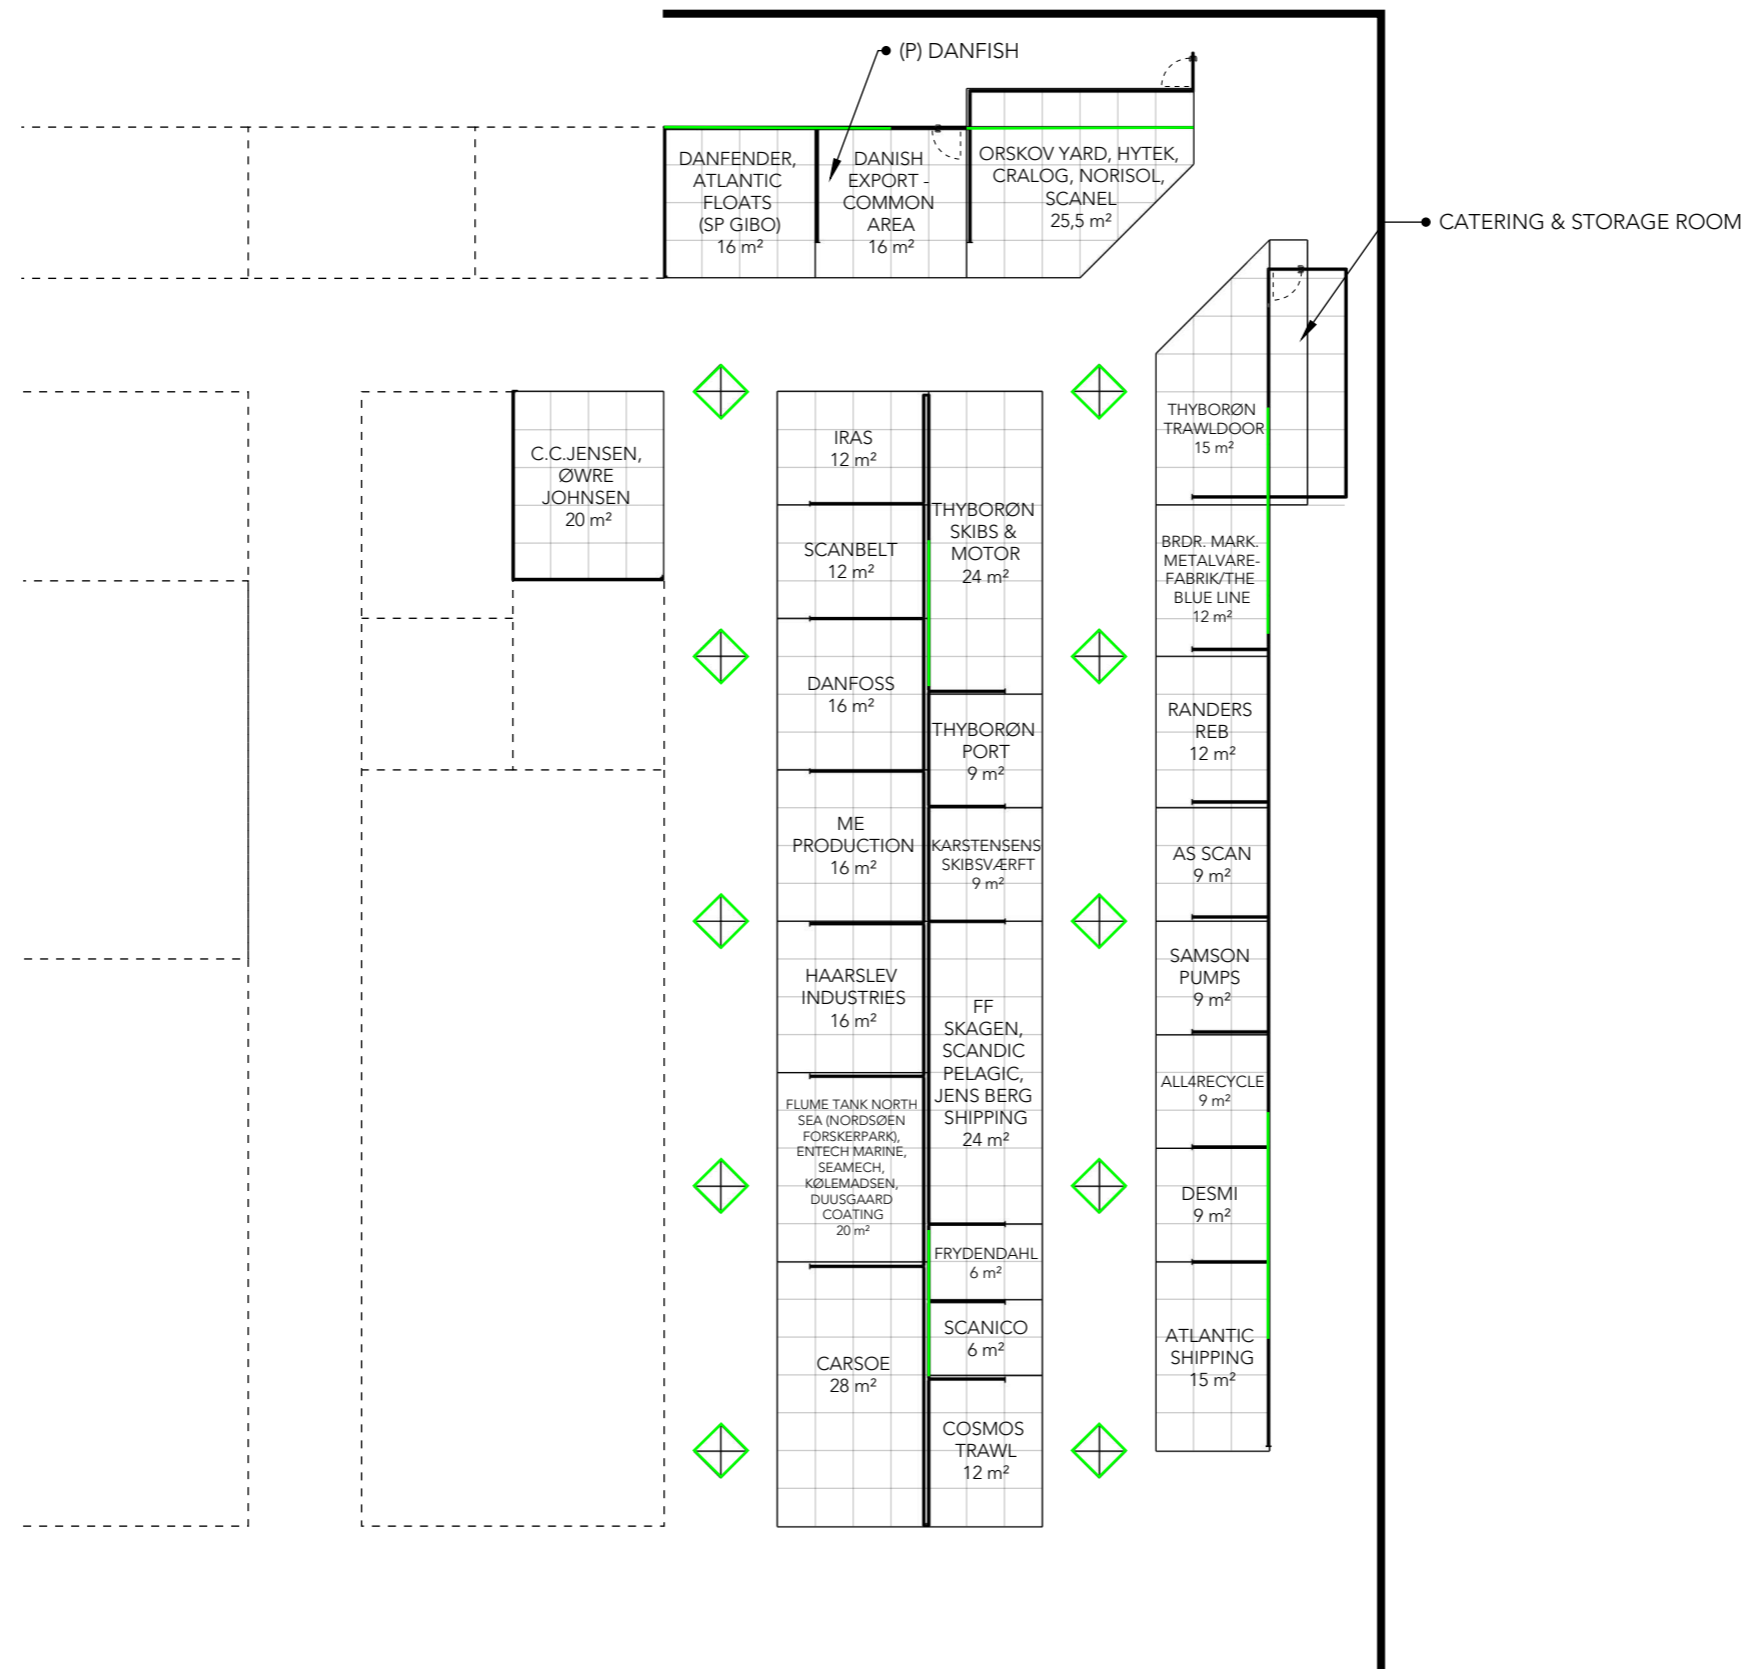 (P) DANFISH
DANFENDER,
ATLANTIC
FLOATS
(SP GIBO)
16 m²
DANISH
EXPORT -
COMMON
AREA
16 m²
ORSKOV YARD, HYTEK,
CRALOG, NORISOL,
SCANEL
25,5 m²
CATERING & STORAGE ROOM
C.C.JENSEN,
ØWRE
JOHNSEN
20 m²
IRAS
12 m²
SCANBELT
12 m²
DANFOSS
16 m²
ME
PRODUCTION
16 m²
HAARSLEV
INDUSTRIES
16 m²
FLUME TANK NORTH
SEA (NORDSØEN
FORSKERPARK),
ENTECH MARINE,
SEAMECH,
KØLEMADSEN,
DUUSGAARD
COATING
20 m²
CARSOE
28 m²
THYBORØN
SKIBS &
MOTOR
24 m²
THYBORØN
PORT
9 m²
KARSTENSENS
SKIBSVÆRFT
9 m²
FF
SKAGEN,
SCANDIC
PELAGIC,
JENS BERG
SHIPPING
24 m²
FRYDENDAHL
6 m²
SCANICO
6 m²
COSMOS
TRAWL
12 m²
THYBORØN
TRAWLDOOR
15 m²
BRDR. MARK.
METALVARE-
FABRIK/THE
BLUE LINE
12 m²
RANDERS
REB
12 m²
AS SCAN
9 m²
SAMSON
PUMPS
9 m²
ALL4RECYCLE
9 m²
DESMI
9 m²
ATLANTIC
SHIPPING
15 m²